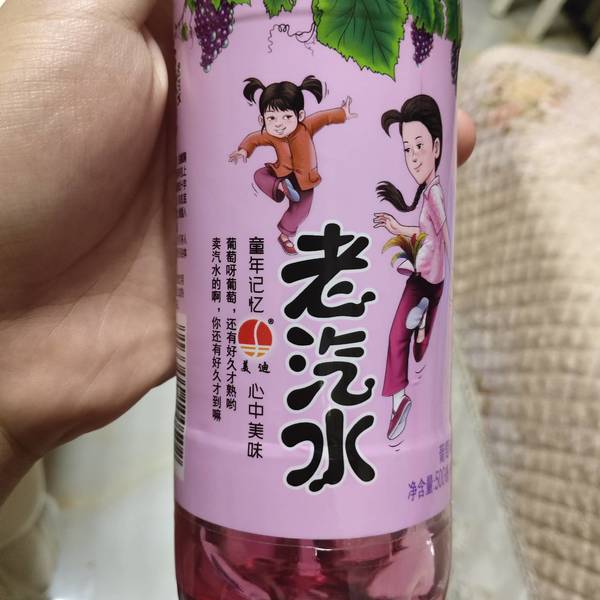 老汽水
童年记忆
心中美味
美迪
®
葡萄呀葡萄,还有好久才熟哟
卖汽水的啊,你还有好久才到嘛
净含量:500